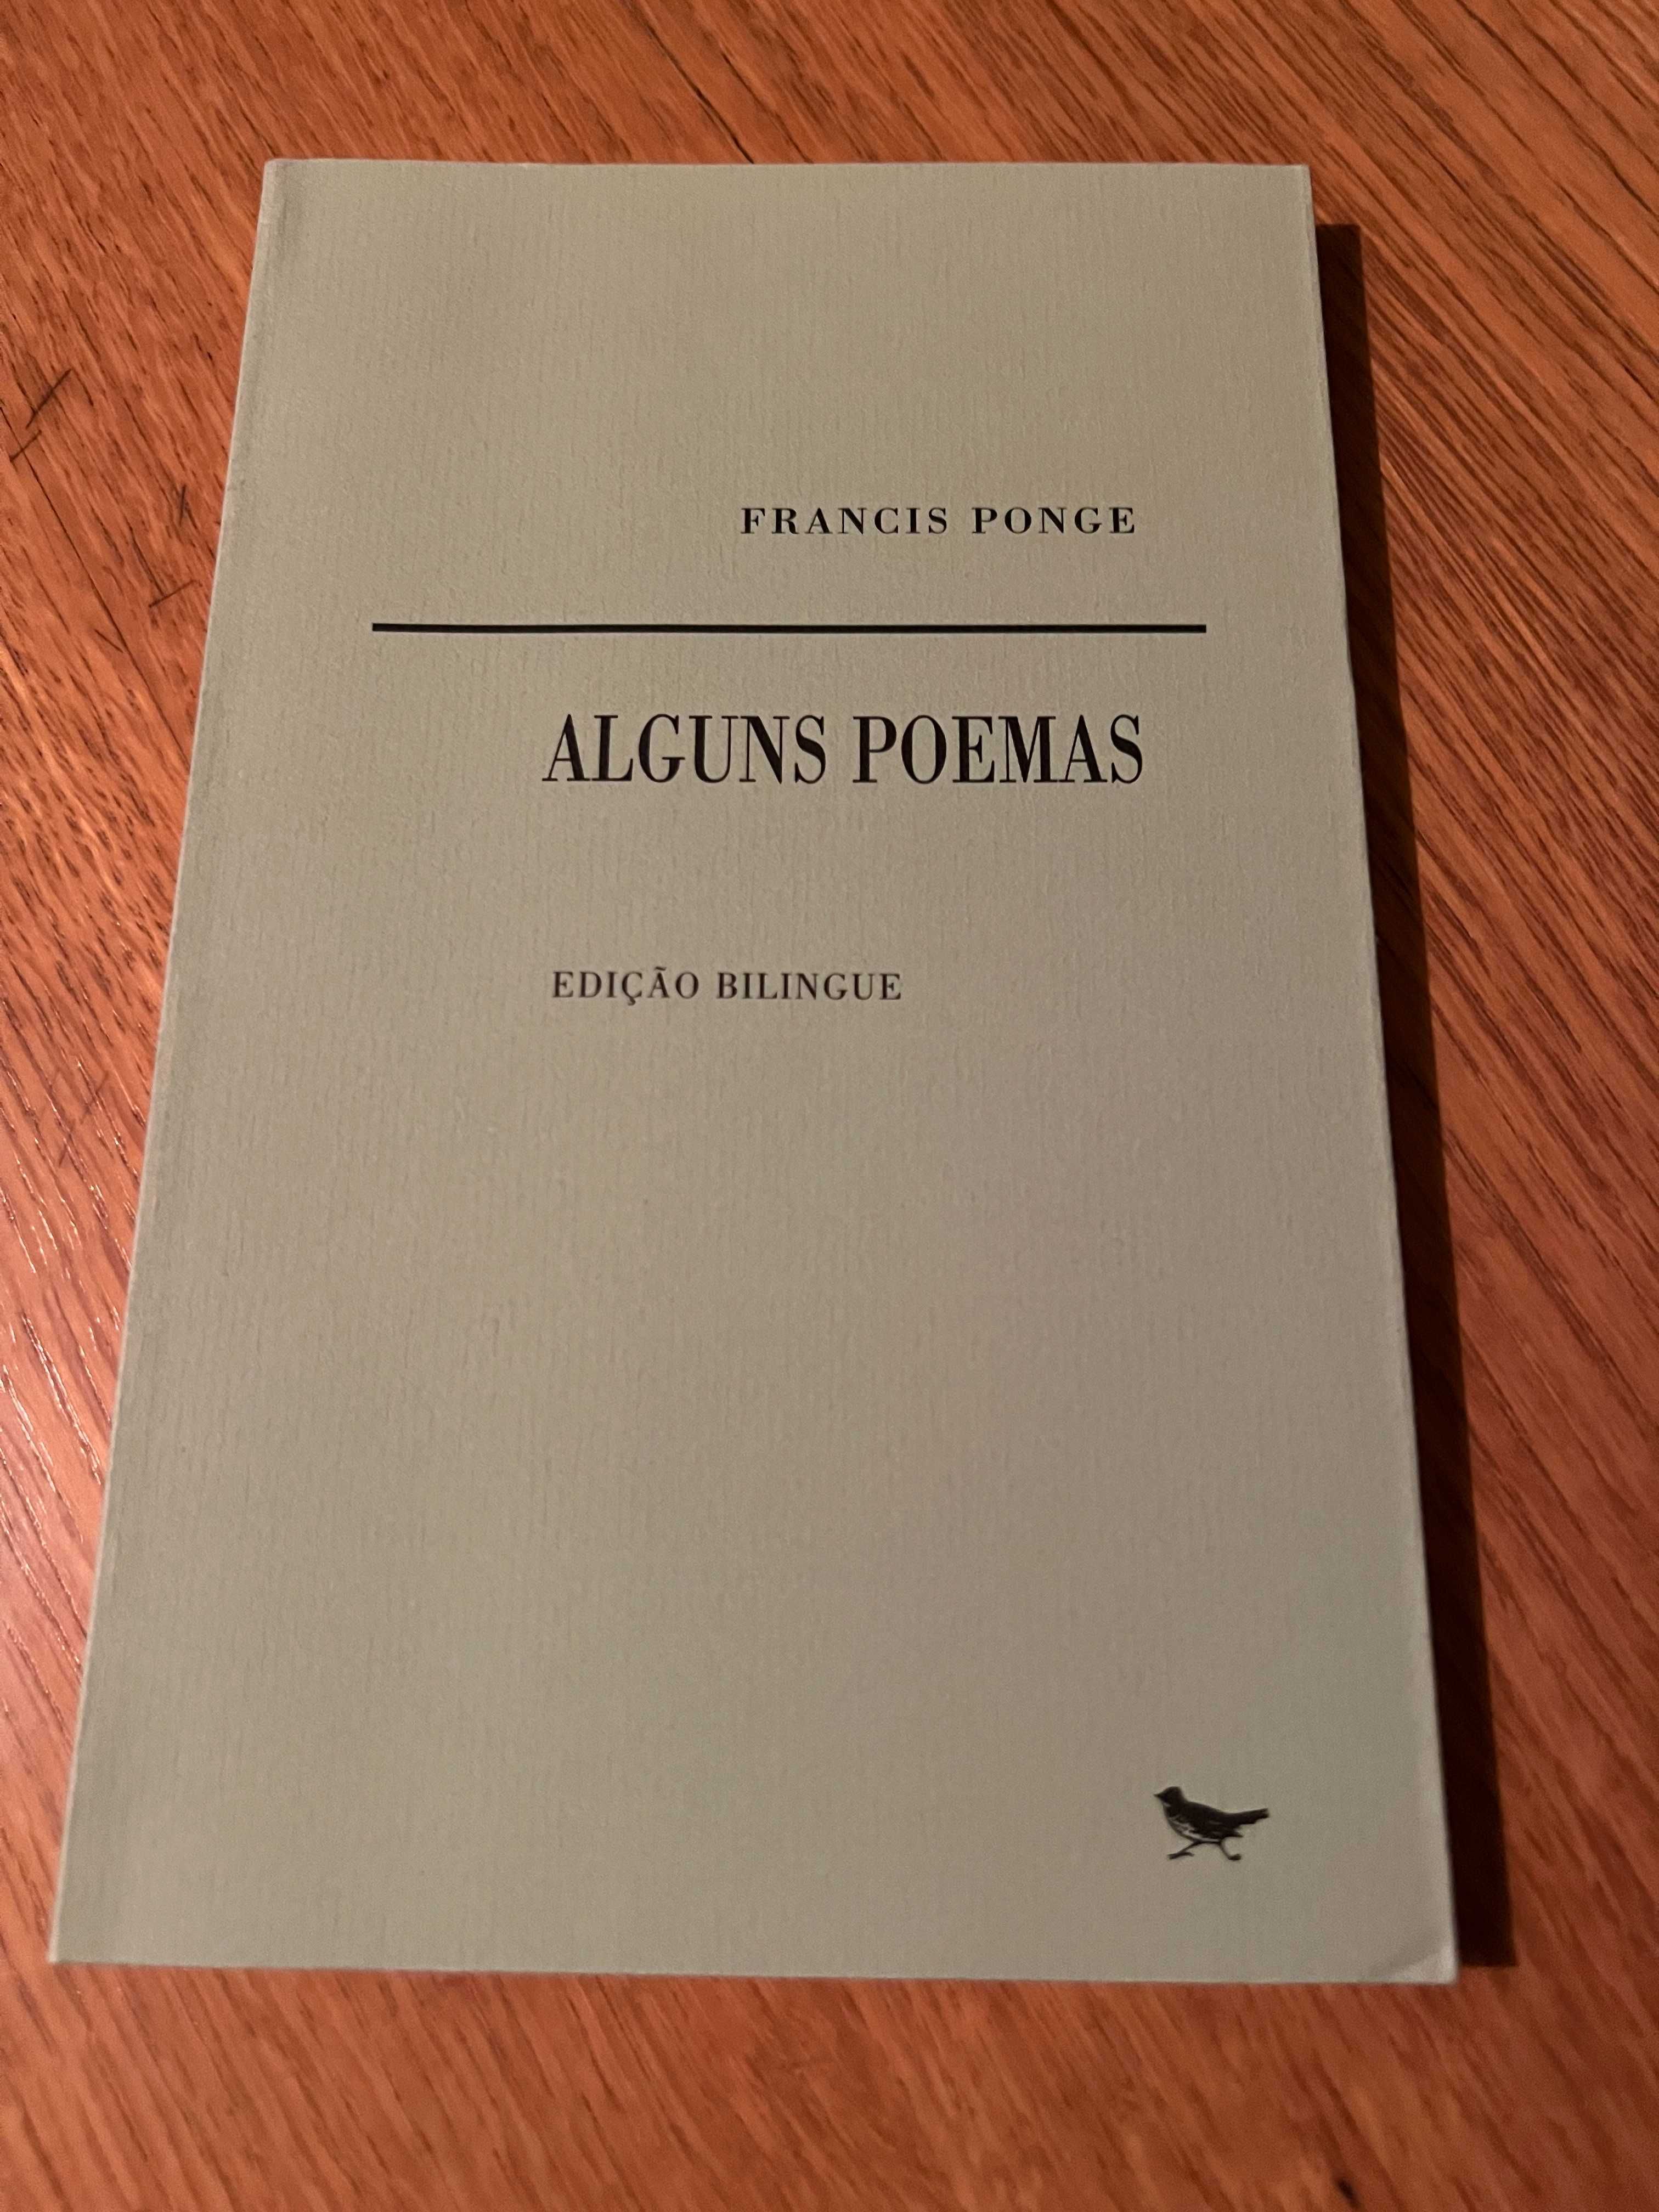 FRANCIS PONGE
ALGUNS POEMAS
EDIÇÃO BILINGUE